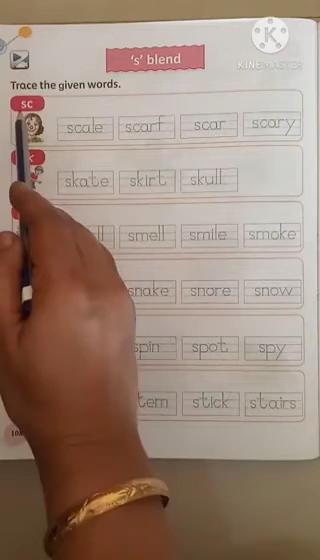 KINEMASTER
's' blend
Trace the given words.
sc
scale scarf scar scary
skate skirt skull
smell smile smoke
snake snore snow
spin spot spy
stick stairs